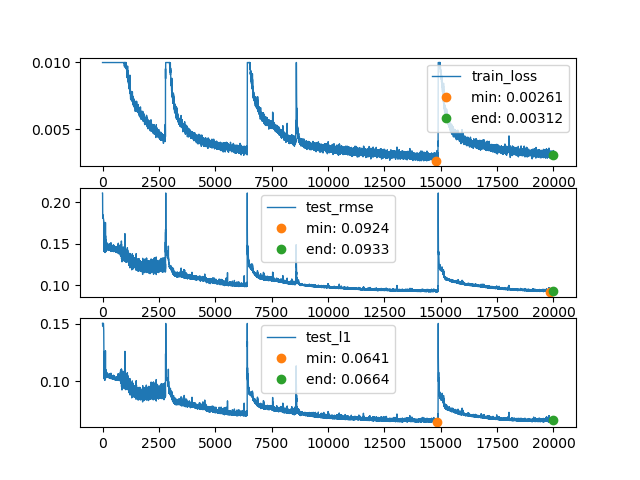 0.010
0.005
train_loss
min: 0.00261
end: 0.00312
0 2500 5000 7500 10000 12500 15000 17500 20000
0.20
0.15
0.10
test_rmse
min: 0.0924
end: 0.0933
0 2500 5000 7500 10000 12500 15000 17500 20000
0.15
0.10
test_l1
min: 0.0641
end: 0.0664
0 2500 5000 7500 10000 12500 15000 17500 20000